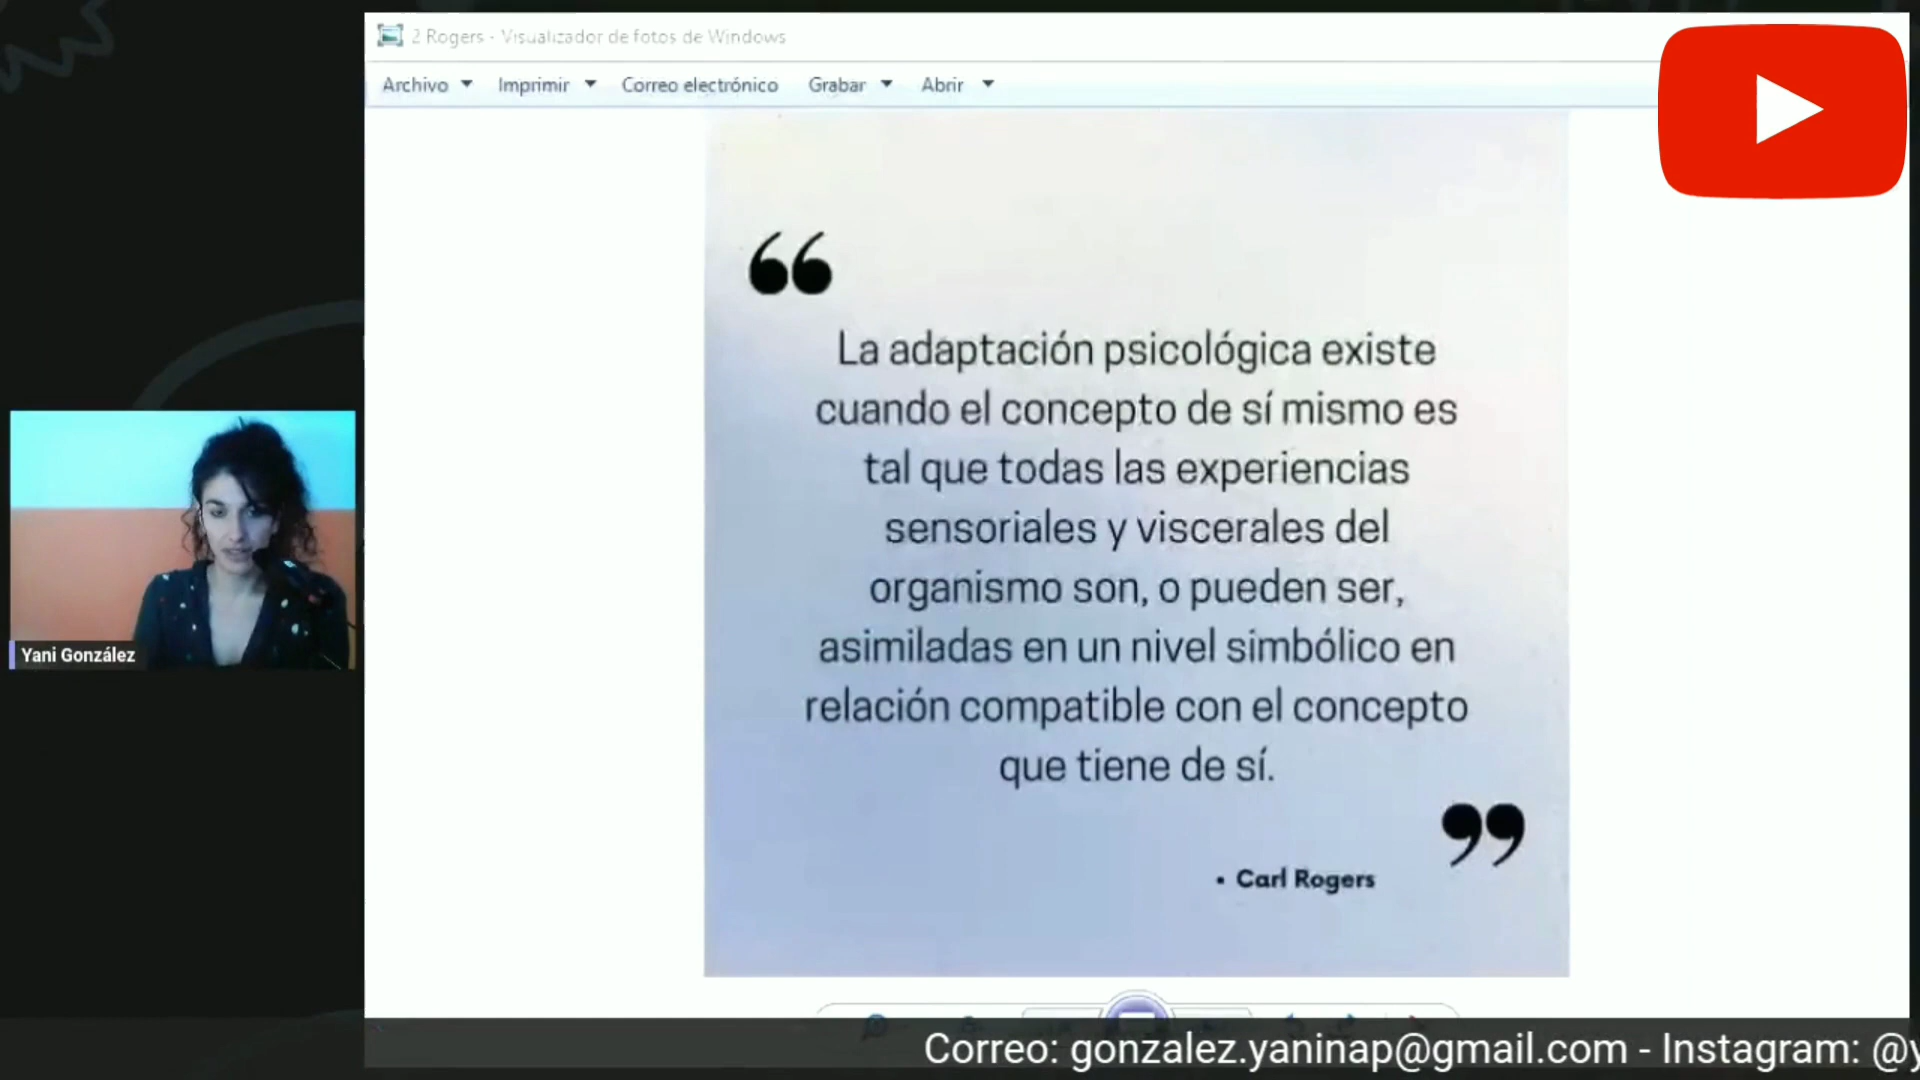 2 Rogers - Visualizador de fotos de Windows
Archivo Imprimir Correo electrónico Grabar Abrir
“
La adaptación psicológica existe
cuando el concepto de sí mismo es
tal que todas las experiencias
sensoriales y viscerales del
organismo son, o pueden ser,
asimiladas en un nivel simbólico en
relación compatible con el concepto
que tiene de sí.
”
• Carl Rogers
Yani González
Correo: gonzalez.yaninap@gmail.com - Instagram: @y